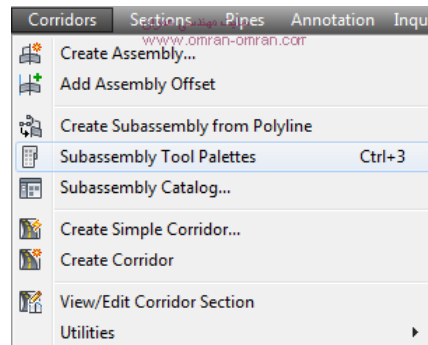 Corridors Sections Pipes Annotation Inqu
www.omran-omran.com
Create Assembly...
Add Assembly Offset
Create Subassembly from Polyline
Subassembly Tool Palettes Ctrl+3
Subassembly Catalog...
Create Simple Corridor...
Create Corridor
View/Edit Corridor Section
Utilities